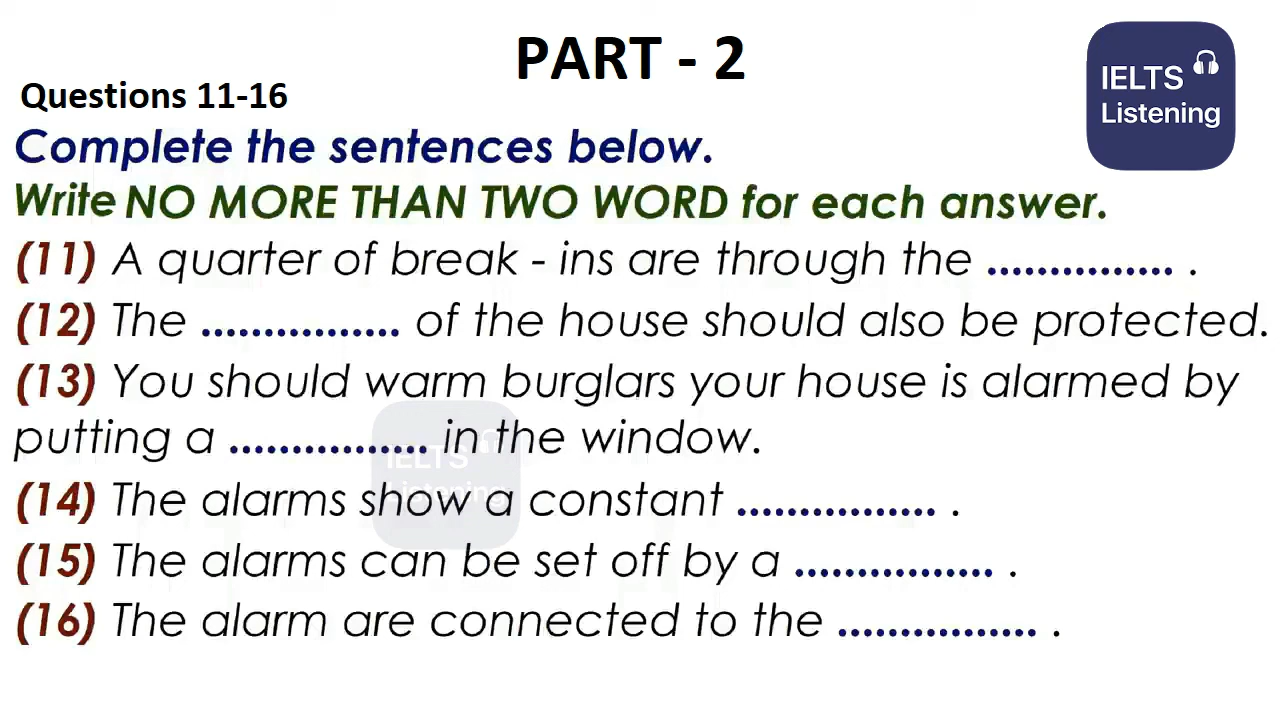 PART - 2
IELTS
Listening
Questions 11-16
Complete the sentences below.
Write NO MORE THAN TWO WORD for each answer.
(11) A quarter of break - ins are through the ............... .
(12) The ................ of the house should also be protected.
(13) You should warm burglars your house is alarmed by
putting a ................ in the window.
IELTS
Listening
(14) The alarms show a constant ................ .
(15) The alarms can be set off by a ................ .
(16) The alarm are connected to the ................ .